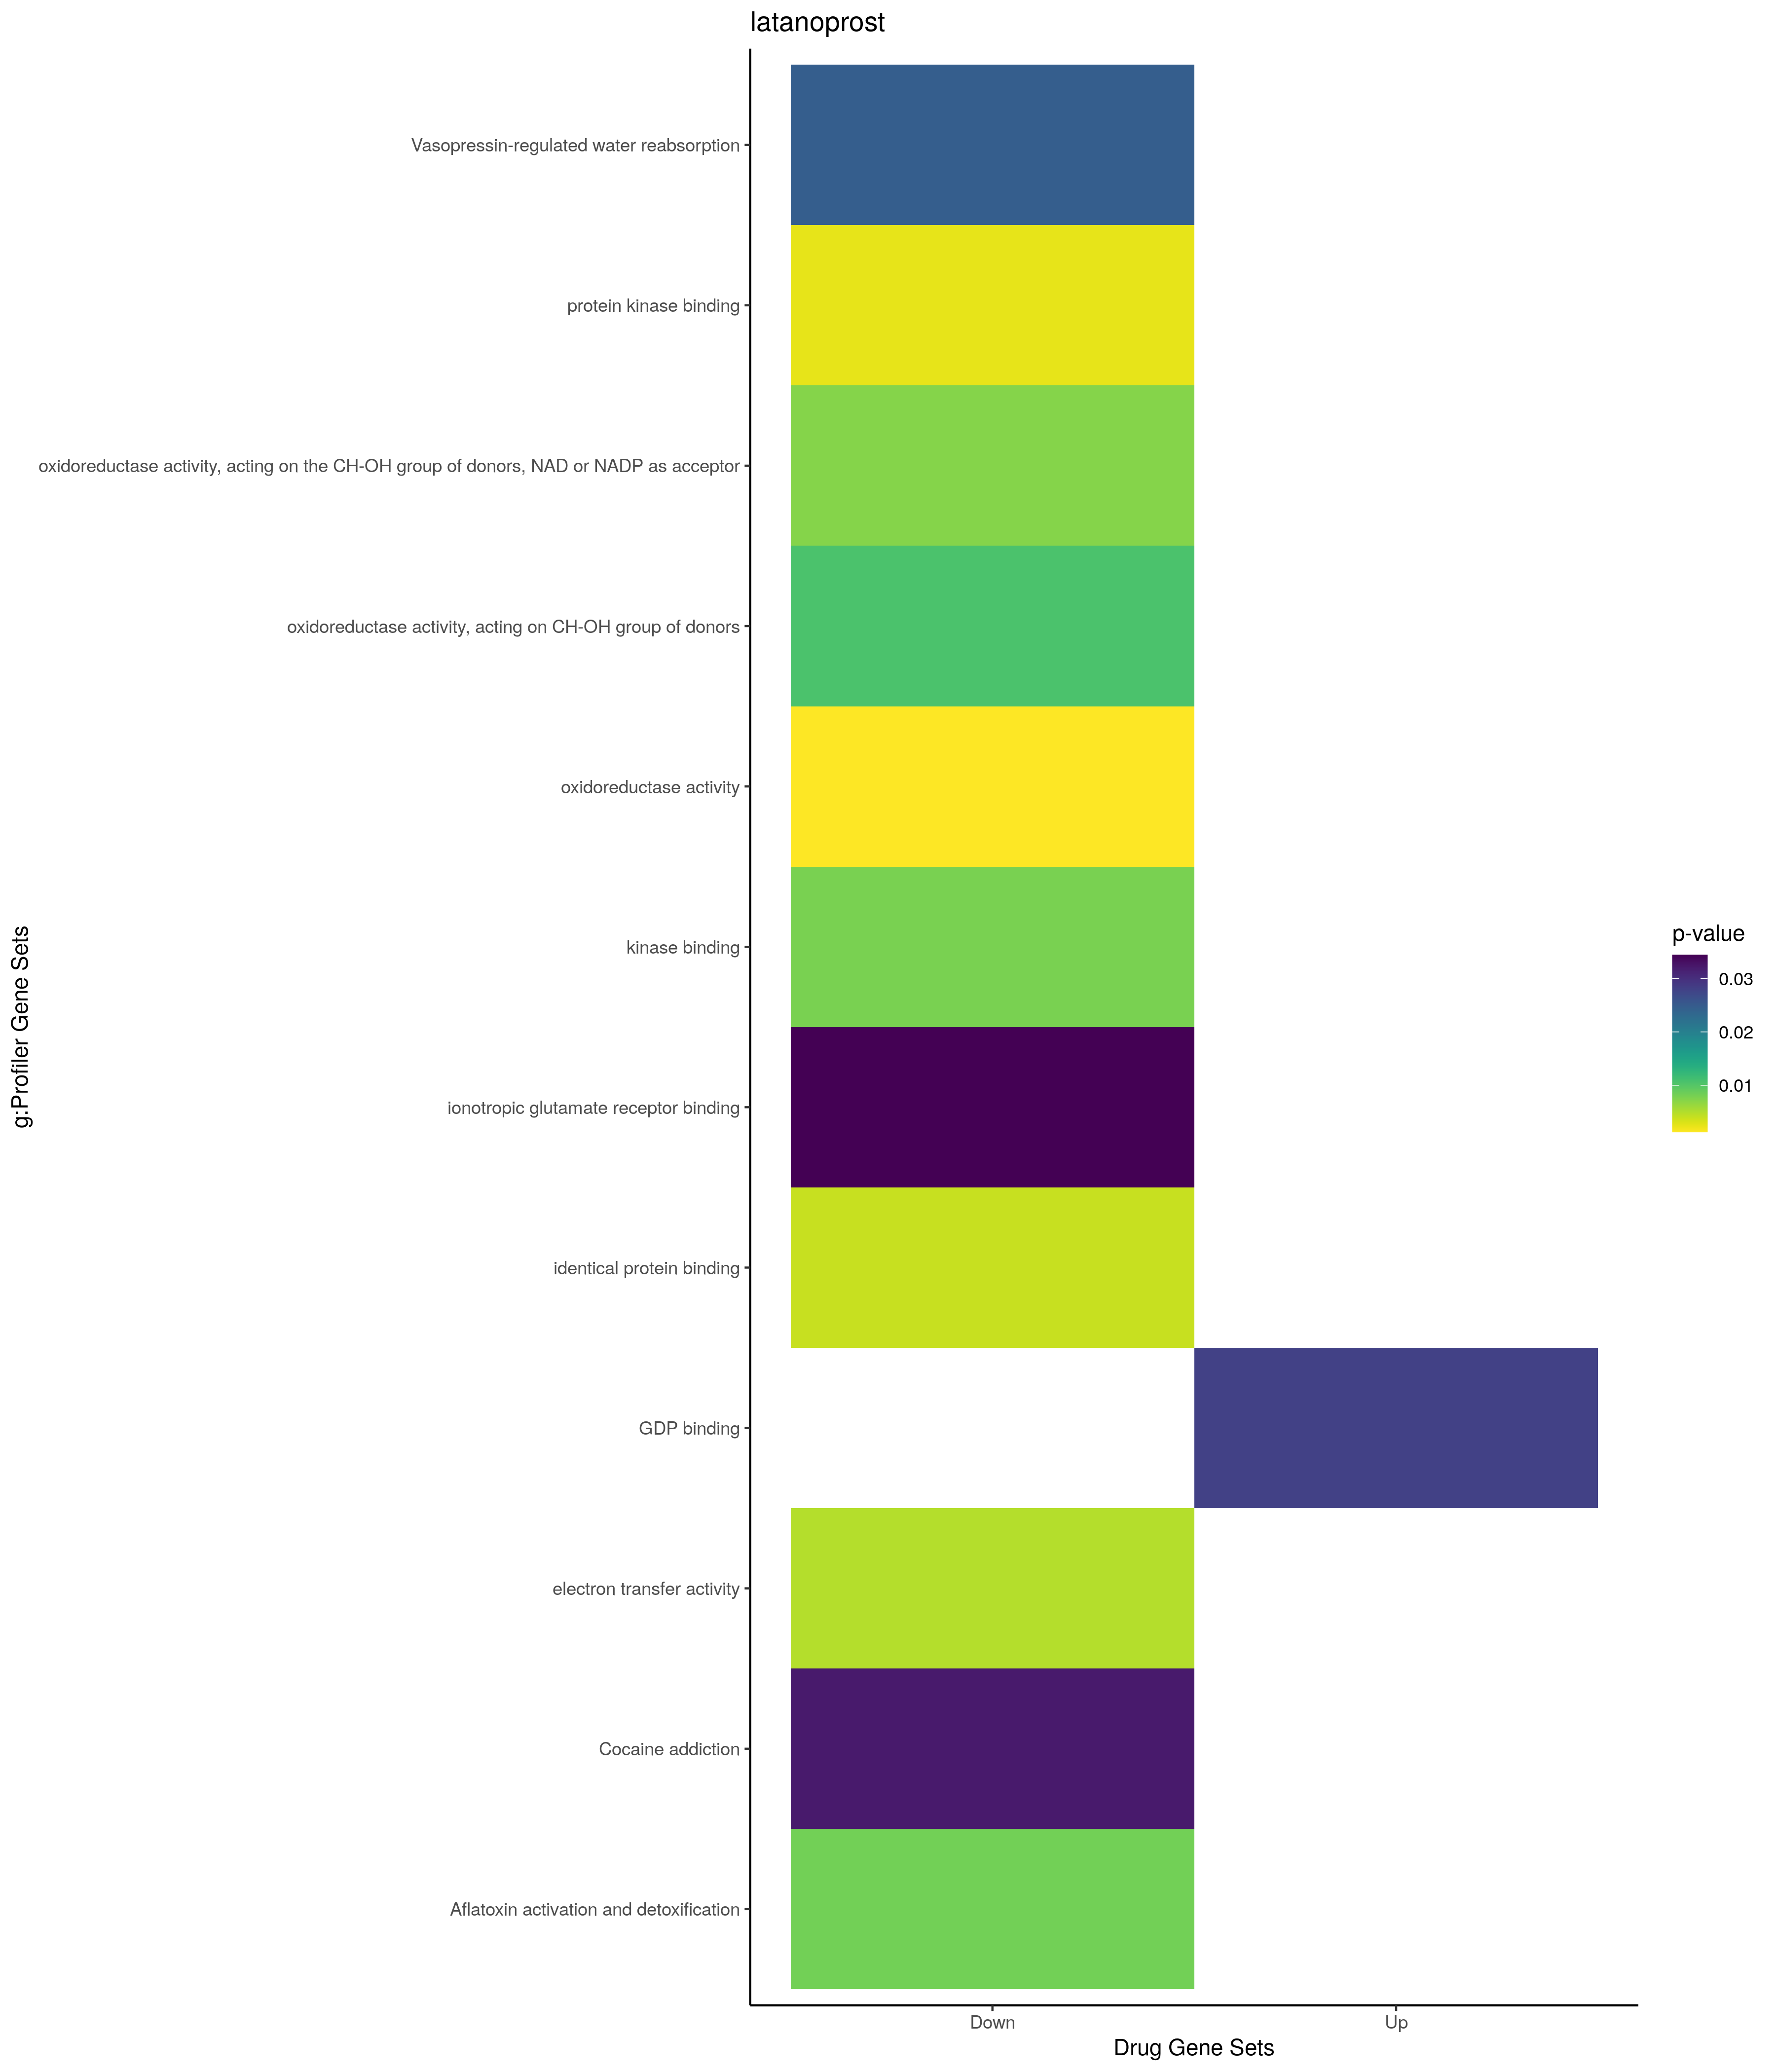 latanoprost
Vasopressin-regulated water reabsorption
protein kinase binding
oxidoreductase activity, acting on the CH-OH group of donors, NAD or NADP as acceptor
oxidoreductase activity, acting on CH-OH group of donors
oxidoreductase activity
kinase binding
ionotropic glutamate receptor binding
identical protein binding
GDP binding
electron transfer activity
Cocaine addiction
Aflatoxin activation and detoxification
g:Profiler Gene Sets
Down
Up
Drug Gene Sets
p-value
0.03
0.02
0.01